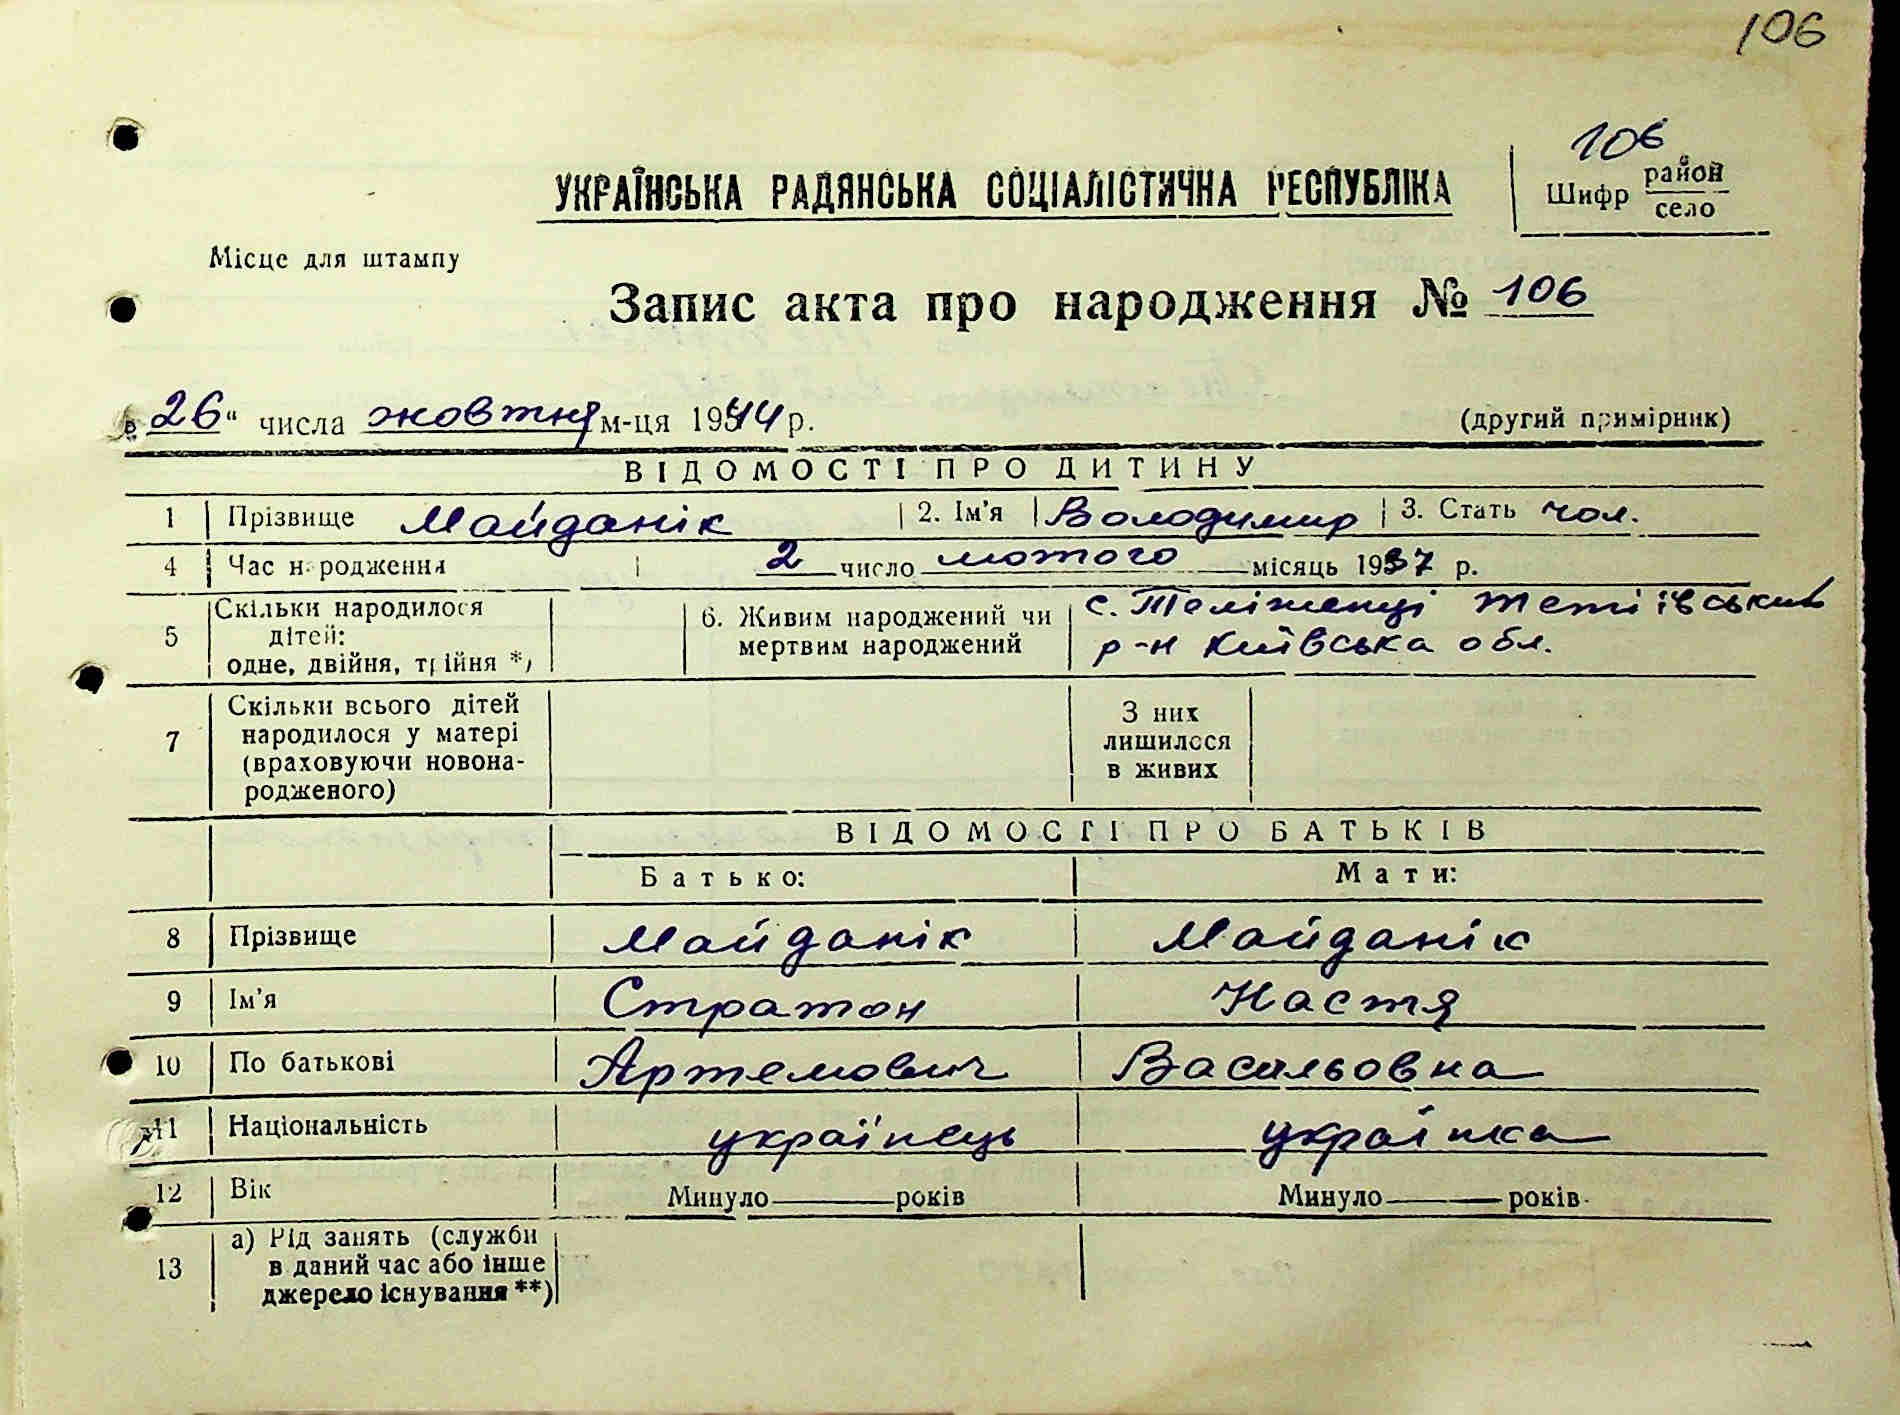 106
106
УКРАЇНСЬКА РАДЯНСЬКА СОЦІАЛІСТИЧНА РЕСПУБЛІКА
Шифр район
село
Місце для штампу
Запис акта про народження № 106
"26" числа жовтня м-ця 1944 р.
(другий примірник)
ВІДОМОСТІ ПРО ДИТИНУ
1 Прізвище Майданік 2. Ім'я Володимир 3. Стать чол.
4 Час народження 2 число лютого місяць 1937 р.
5 Скільки народилося дітей: одне, двійня, трійня *)
6. Живим народжений чи мертвим народжений
с. Теліженці Тетіївський
р-н Київська обл.
7 Скільки всього дітей
народилося у матері
(враховуючи новона-
родженого)
З них
лишилося
в живих
ВІДОМОСТІ ПРО БАТЬКІВ
Батько: Мати:
8 Прізвище Майданік Майданік
9 Ім'я Стратон Настя
10 По батькові Артемович Васильовна
11 Національність українець українка
12 Вік Минуло років Минуло років
13 а) Рід занять (служби
в даний час або інше
джерело існування **)